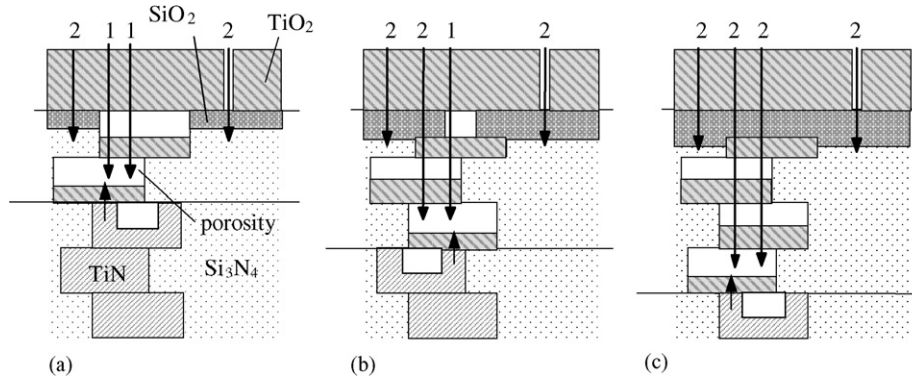 SiO2
TiO2
2 1 1 2
2 2 1 2
2 2 2 2
porosity
TiN
Si3N4
(a)
(b)
(c)